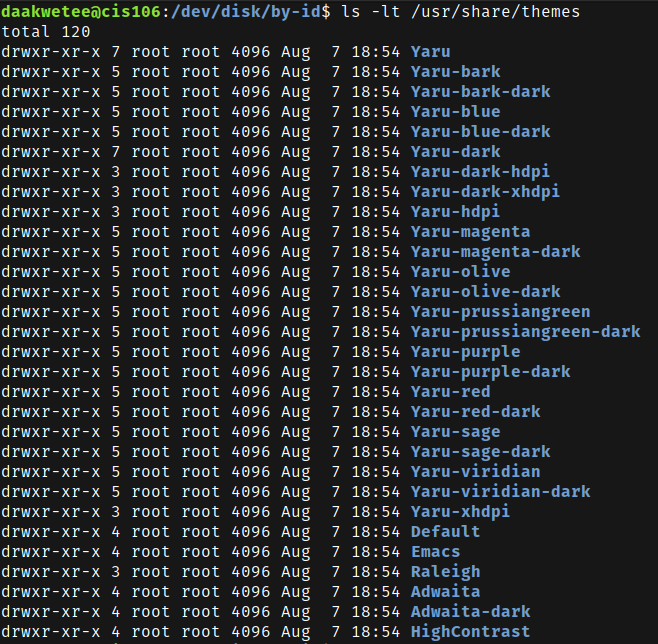 daakwetee@cis106:/dev/disk/by-id$ ls -lt /usr/share/themes
total 120
drwxr-xr-x 7 root root 4096 Aug  7 18:54 Yaru
drwxr-xr-x 5 root root 4096 Aug  7 18:54 Yaru-bark
drwxr-xr-x 5 root root 4096 Aug  7 18:54 Yaru-bark-dark
drwxr-xr-x 5 root root 4096 Aug  7 18:54 Yaru-blue
drwxr-xr-x 5 root root 4096 Aug  7 18:54 Yaru-blue-dark
drwxr-xr-x 7 root root 4096 Aug  7 18:54 Yaru-dark
drwxr-xr-x 3 root root 4096 Aug  7 18:54 Yaru-dark-hdpi
drwxr-xr-x 3 root root 4096 Aug  7 18:54 Yaru-dark-xhdpi
drwxr-xr-x 3 root root 4096 Aug  7 18:54 Yaru-hdpi
drwxr-xr-x 5 root root 4096 Aug  7 18:54 Yaru-magenta
drwxr-xr-x 5 root root 4096 Aug  7 18:54 Yaru-magenta-dark
drwxr-xr-x 5 root root 4096 Aug  7 18:54 Yaru-olive
drwxr-xr-x 5 root root 4096 Aug  7 18:54 Yaru-olive-dark
drwxr-xr-x 5 root root 4096 Aug  7 18:54 Yaru-prussiangreen
drwxr-xr-x 5 root root 4096 Aug  7 18:54 Yaru-prussiangreen-dark
drwxr-xr-x 5 root root 4096 Aug  7 18:54 Yaru-purple
drwxr-xr-x 5 root root 4096 Aug  7 18:54 Yaru-purple-dark
drwxr-xr-x 5 root root 4096 Aug  7 18:54 Yaru-red
drwxr-xr-x 5 root root 4096 Aug  7 18:54 Yaru-red-dark
drwxr-xr-x 5 root root 4096 Aug  7 18:54 Yaru-sage
drwxr-xr-x 5 root root 4096 Aug  7 18:54 Yaru-sage-dark
drwxr-xr-x 5 root root 4096 Aug  7 18:54 Yaru-viridian
drwxr-xr-x 5 root root 4096 Aug  7 18:54 Yaru-viridian-dark
drwxr-xr-x 3 root root 4096 Aug  7 18:54 Yaru-xhdpi
drwxr-xr-x 4 root root 4096 Aug  7 18:54 Default
drwxr-xr-x 4 root root 4096 Aug  7 18:54 Emacs
drwxr-xr-x 3 root root 4096 Aug  7 18:54 Raleigh
drwxr-xr-x 4 root root 4096 Aug  7 18:54 Adwaita
drwxr-xr-x 4 root root 4096 Aug  7 18:54 Adwaita-dark
drwxr-xr-x 4 root root 4096 Aug  7 18:54 HighContrast